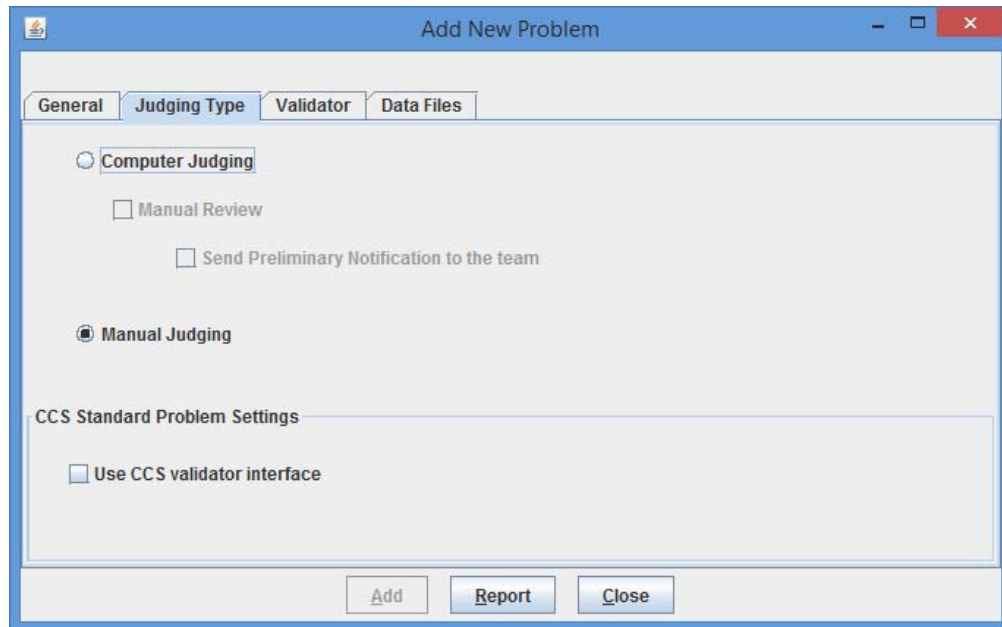 Add New Problem
General Judging Type Validator Data Files
Computer Judging
Manual Review
Send Preliminary Notification to the team
Manual Judging
CCS Standard Problem Settings
Use CCS validator interface
Add Report Close